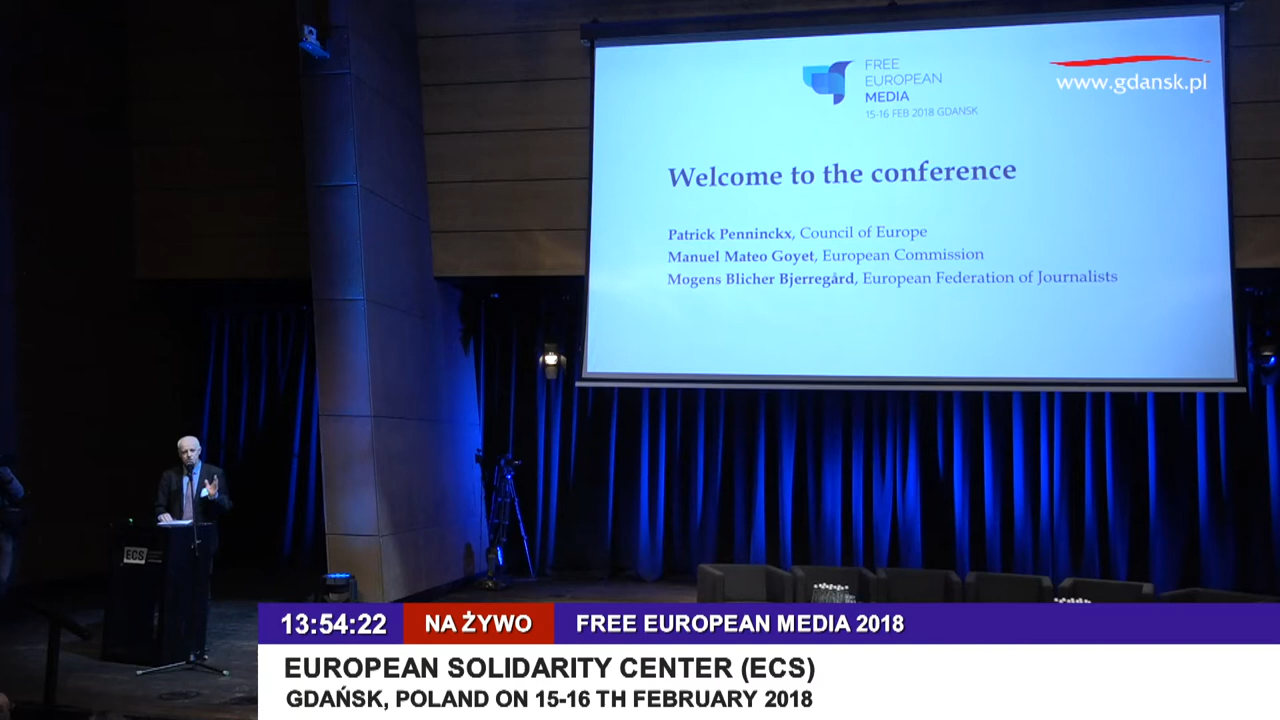 FREE
EUROPEAN
MEDIA
15-16 FEB 2018 GDANSK
www.gdansk.pl
Welcome to the conference
Patrick Penninckx, Council of Europe
Manuel Mateo Goyet, European Commission
Mogens Blicher Bjerregård, European Federation of Journalists
ECS
13:54:22 NA ŻYWO FREE EUROPEAN MEDIA 2018
EUROPEAN SOLIDARITY CENTER (ECS)
GDAŃSK, POLAND ON 15-16 TH FEBRUARY 2018